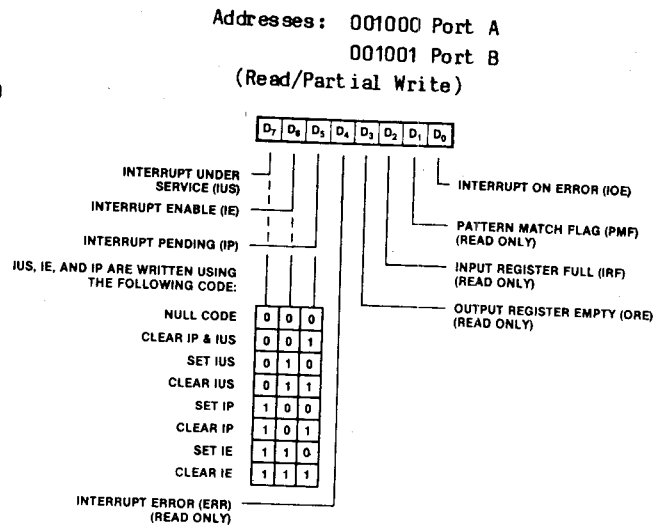 Addresses: 001000 Port A
001001 Port B
(Read/Partial Write)
D7 D6 D5 D4 D3 D2 D1 D0
INTERRUPT UNDER
SERVICE (IUS)
INTERRUPT ENABLE (IE)
INTERRUPT PENDING (IP)
IUS, IE, AND IP ARE WRITTEN USING
THE FOLLOWING CODE:
NULL CODE 0 0 0
CLEAR IP & IUS 0 0 1
SET IUS 0 1 0
CLEAR IUS 0 1 1
SET IP 1 0 0
CLEAR IP 1 0 1
SET IE 1 1 0
CLEAR IE 1 1 1
INTERRUPT ERROR (ERR)
(READ ONLY)
INTERRUPT ON ERROR (IOE)
PATTERN MATCH FLAG (PMF)
(READ ONLY)
INPUT REGISTER FULL (IRF)
(READ ONLY)
OUTPUT REGISTER EMPTY (ORE)
(READ ONLY)